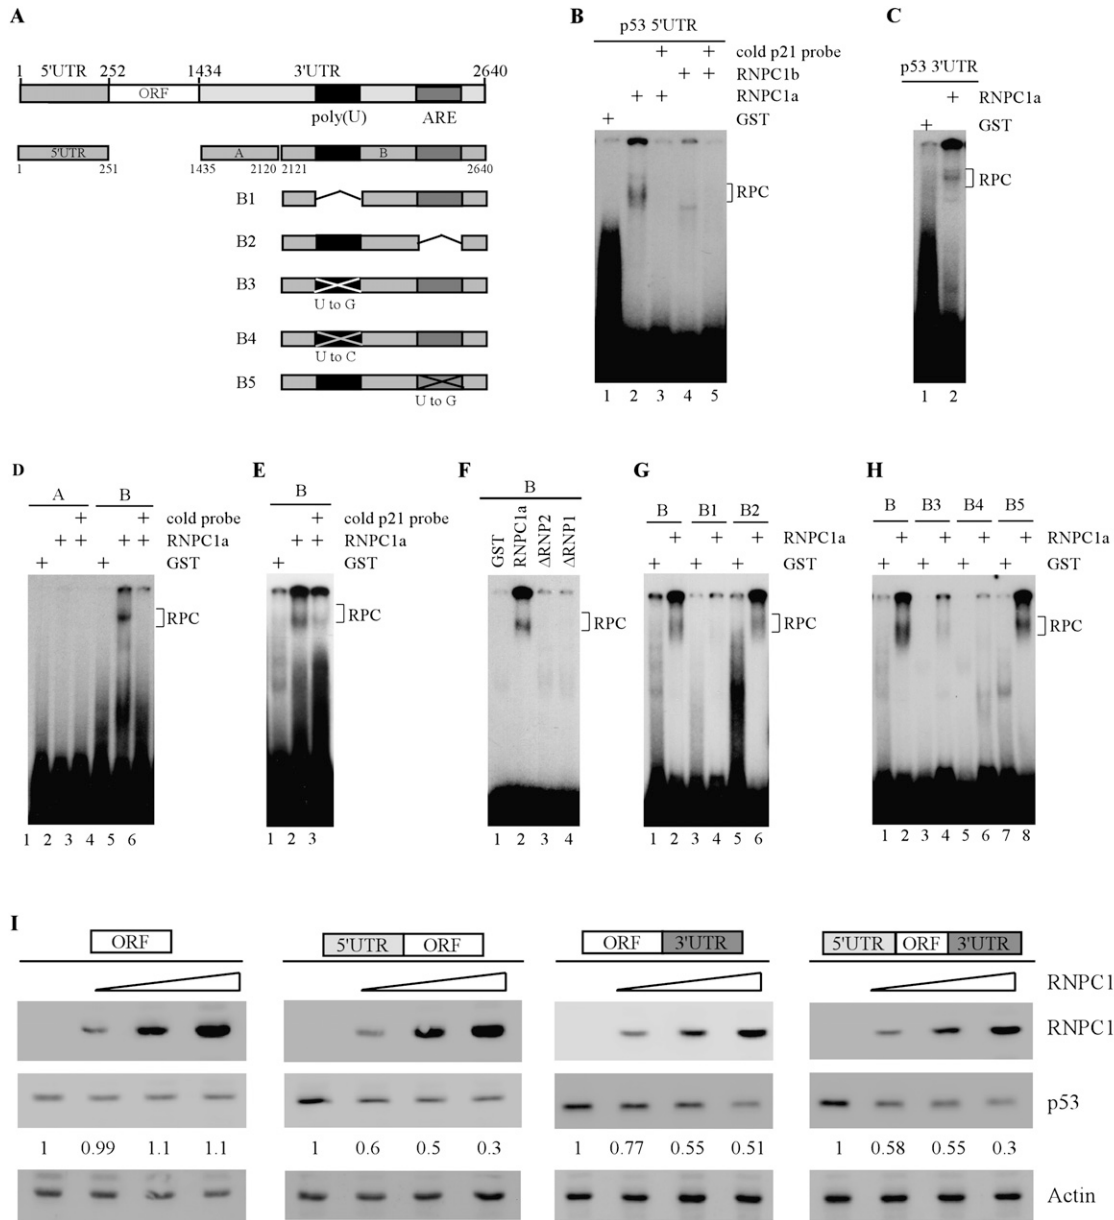 A
1 5'UTR 252 1434 3'UTR 2640
ORF
poly(U) ARE
5'UTR A B
1 251 1435 2120 2121 2640
B1
B2
B3
U to G
B4
U to C
B5
U to G
B
p53 5'UTR
+ + cold p21 probe
+ + RNPC1b
+ + RNPC1a
+ GST
RPC
1 2 3 4 5
C
p53 3'UTR
+ RNPC1a
+ GST
RPC
1 2
D
A B
+ + cold probe
+ + + + RNPC1a
+ + GST
RPC
1 2 3 4 5 6
E
B
+ cold p21 probe
+ + RNPC1a
+ GST
RPC
1 2 3
F
B
GST RNPC1a ΔRNP2 ΔRNP1
RPC
1 2 3 4
G
B B1 B2
+ + + RNPC1a
+ + + GST
RPC
1 2 3 4 5 6
H
B B3 B4 B5
+ + + + RNPC1a
+ + + + GST
RPC
1 2 3 4 5 6 7 8
I
ORF
5'UTR ORF
ORF 3'UTR
5'UTR ORF 3'UTR
RNPC1
RNPC1
p53
1 0.99 1.1 1.1
1 0.6 0.5 0.3
1 0.77 0.55 0.51
1 0.58 0.55 0.3
Actin